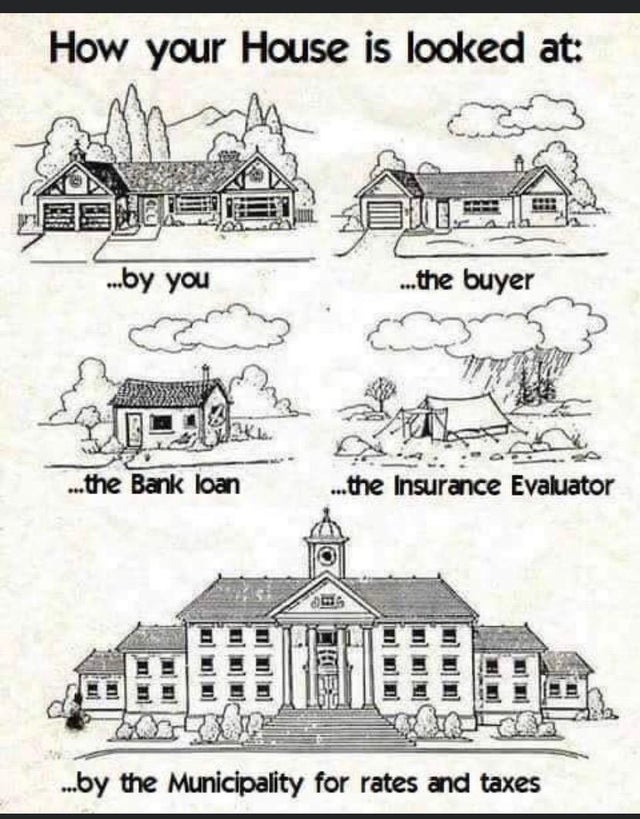 How your House is looked at:
...by you
...the buyer
...the Bank loan
...the Insurance Evaluator
...by the Municipality for rates and taxes